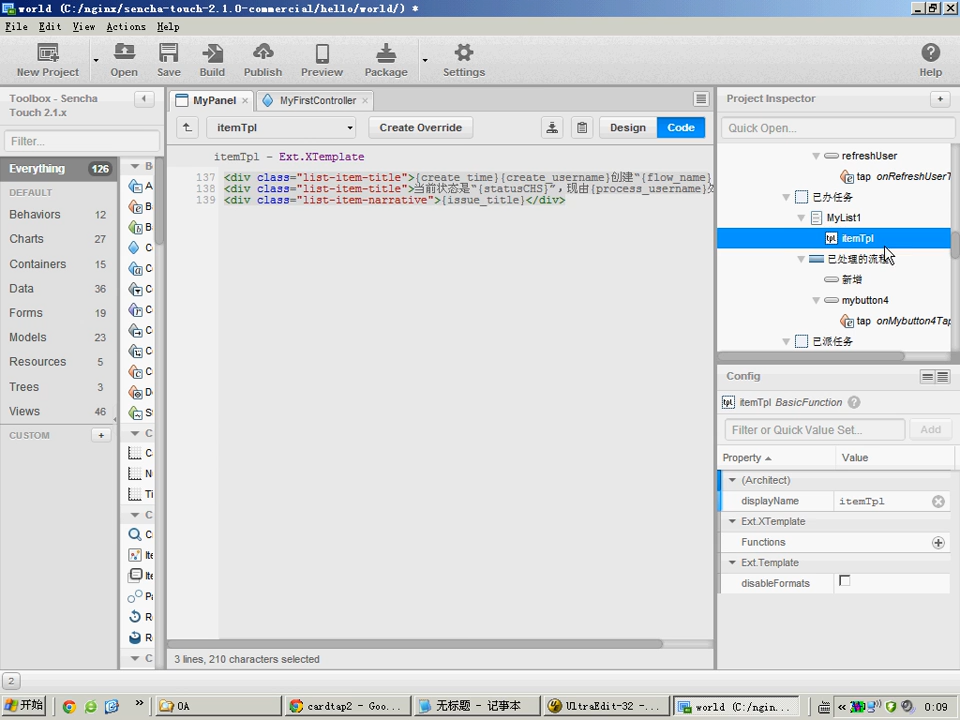 world (C:/nginx/sencha-touch-2.1.0-commercial/hello/world/) *
File Edit View Actions Help
New Project Open Save Build Publish Preview Package Settings Help
Toolbox - Sencha Touch 2.1.x
Filter...
Everything 126
DEFAULT
Behaviors 12
Charts 27
Containers 15
Data 36
Forms 19
Models 23
Resources 5
Trees 3
Views 46
CUSTOM
MyPanel MyFirstController
itemTpl Create Override Design Code
itemTpl - Ext.XTemplate
137 <div class="list-item-title">{create_time}{create_username}创建“{flow_name}
138 <div class="list-item-title">当前状态是“{statusCHS}”，现由{process_username}
139 <div class="list-item-narrative">{issue_title}</div>
3 lines, 210 characters selected
Project Inspector
Quick Open...
refreshUser
tap onRefreshUserT
已办任务
MyList1
itemTpl
已处理的流程
新增
mybutton4
tap onMybutton4Tap
已派任务
Config
itemTpl BasicFunction
Filter or Quick Value Set... Add
Property Value
(Architect)
displayName itemTpl
Ext.XTemplate
Functions
Ext.Template
disableFormats
2
开始 OA cardtap2 - Goo... 无标题 - 记事本 UltraEdit-32 - ... world (C:/ngin... 0:09